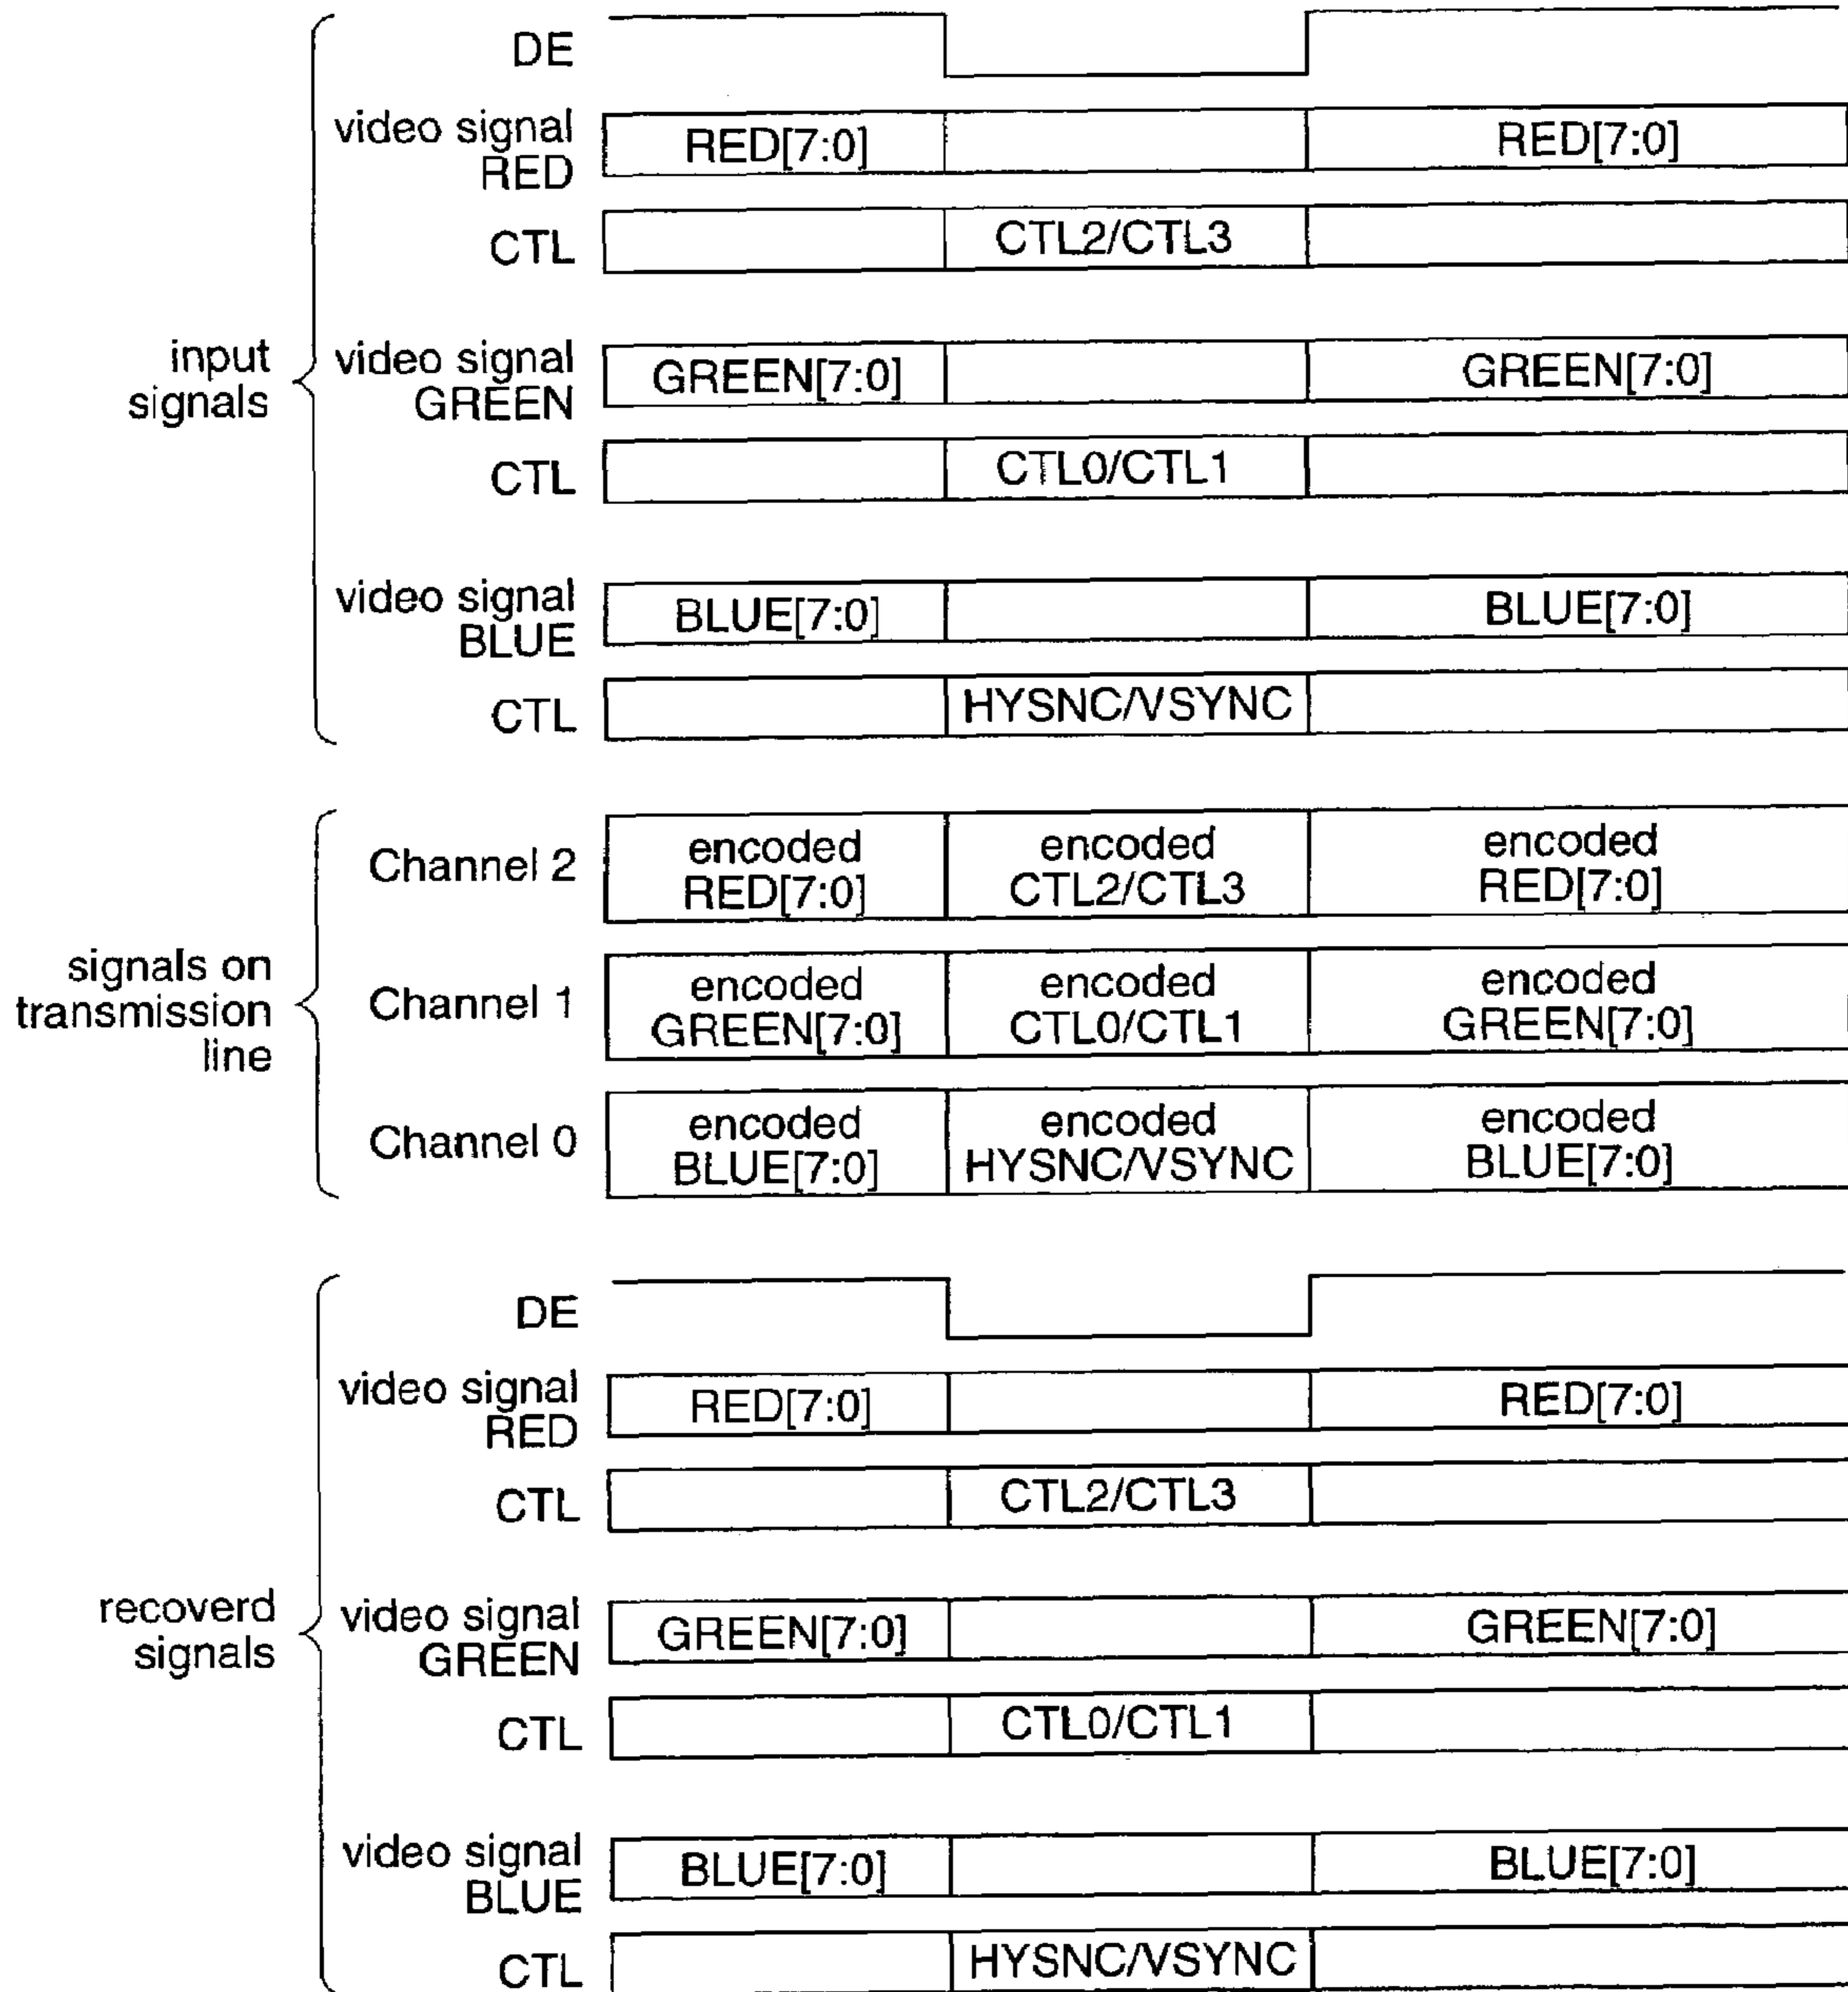 DE
video signal RED
RED[7:0]
RED[7:0]
CTL
CTL2/CTL3
input signals
video signal GREEN
GREEN[7:0]
GREEN[7:0]
CTL
CTL0/CTL1
video signal BLUE
BLUE[7:0]
BLUE[7:0]
CTL
HYSNC/VSYNC
signals on transmission line
Channel 2
encoded RED[7:0]
encoded CTL2/CTL3
encoded RED[7:0]
Channel 1
encoded GREEN[7:0]
encoded CTL0/CTL1
encoded GREEN[7:0]
Channel 0
encoded BLUE[7:0]
encoded HYSNC/VSYNC
encoded BLUE[7:0]
recoverd signals
DE
video signal RED
RED[7:0]
RED[7:0]
CTL
CTL2/CTL3
video signal GREEN
GREEN[7:0]
GREEN[7:0]
CTL
CTL0/CTL1
video signal BLUE
BLUE[7:0]
BLUE[7:0]
CTL
HYSNC/VSYNC